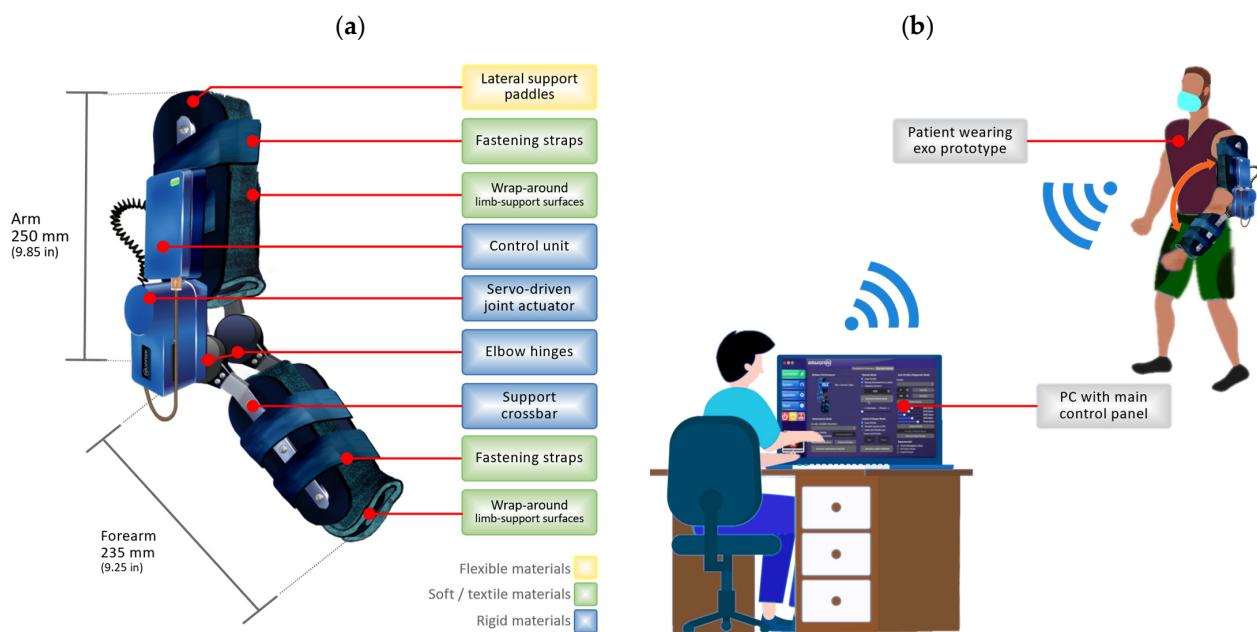 (a)
Lateral support
paddles
Fastening straps
Wrap-around
limb-support surfaces
Control unit
Servo-driven
joint actuator
Elbow hinges
Support
crossbar
Fastening straps
Wrap-around
limb-support surfaces
Arm
250 mm
(9.85 in)
Forearm
235 mm
(9.25 in)
Flexible materials
Soft / textile materials
Rigid materials
(b)
Patient wearing
exo prototype
PC with main
control panel